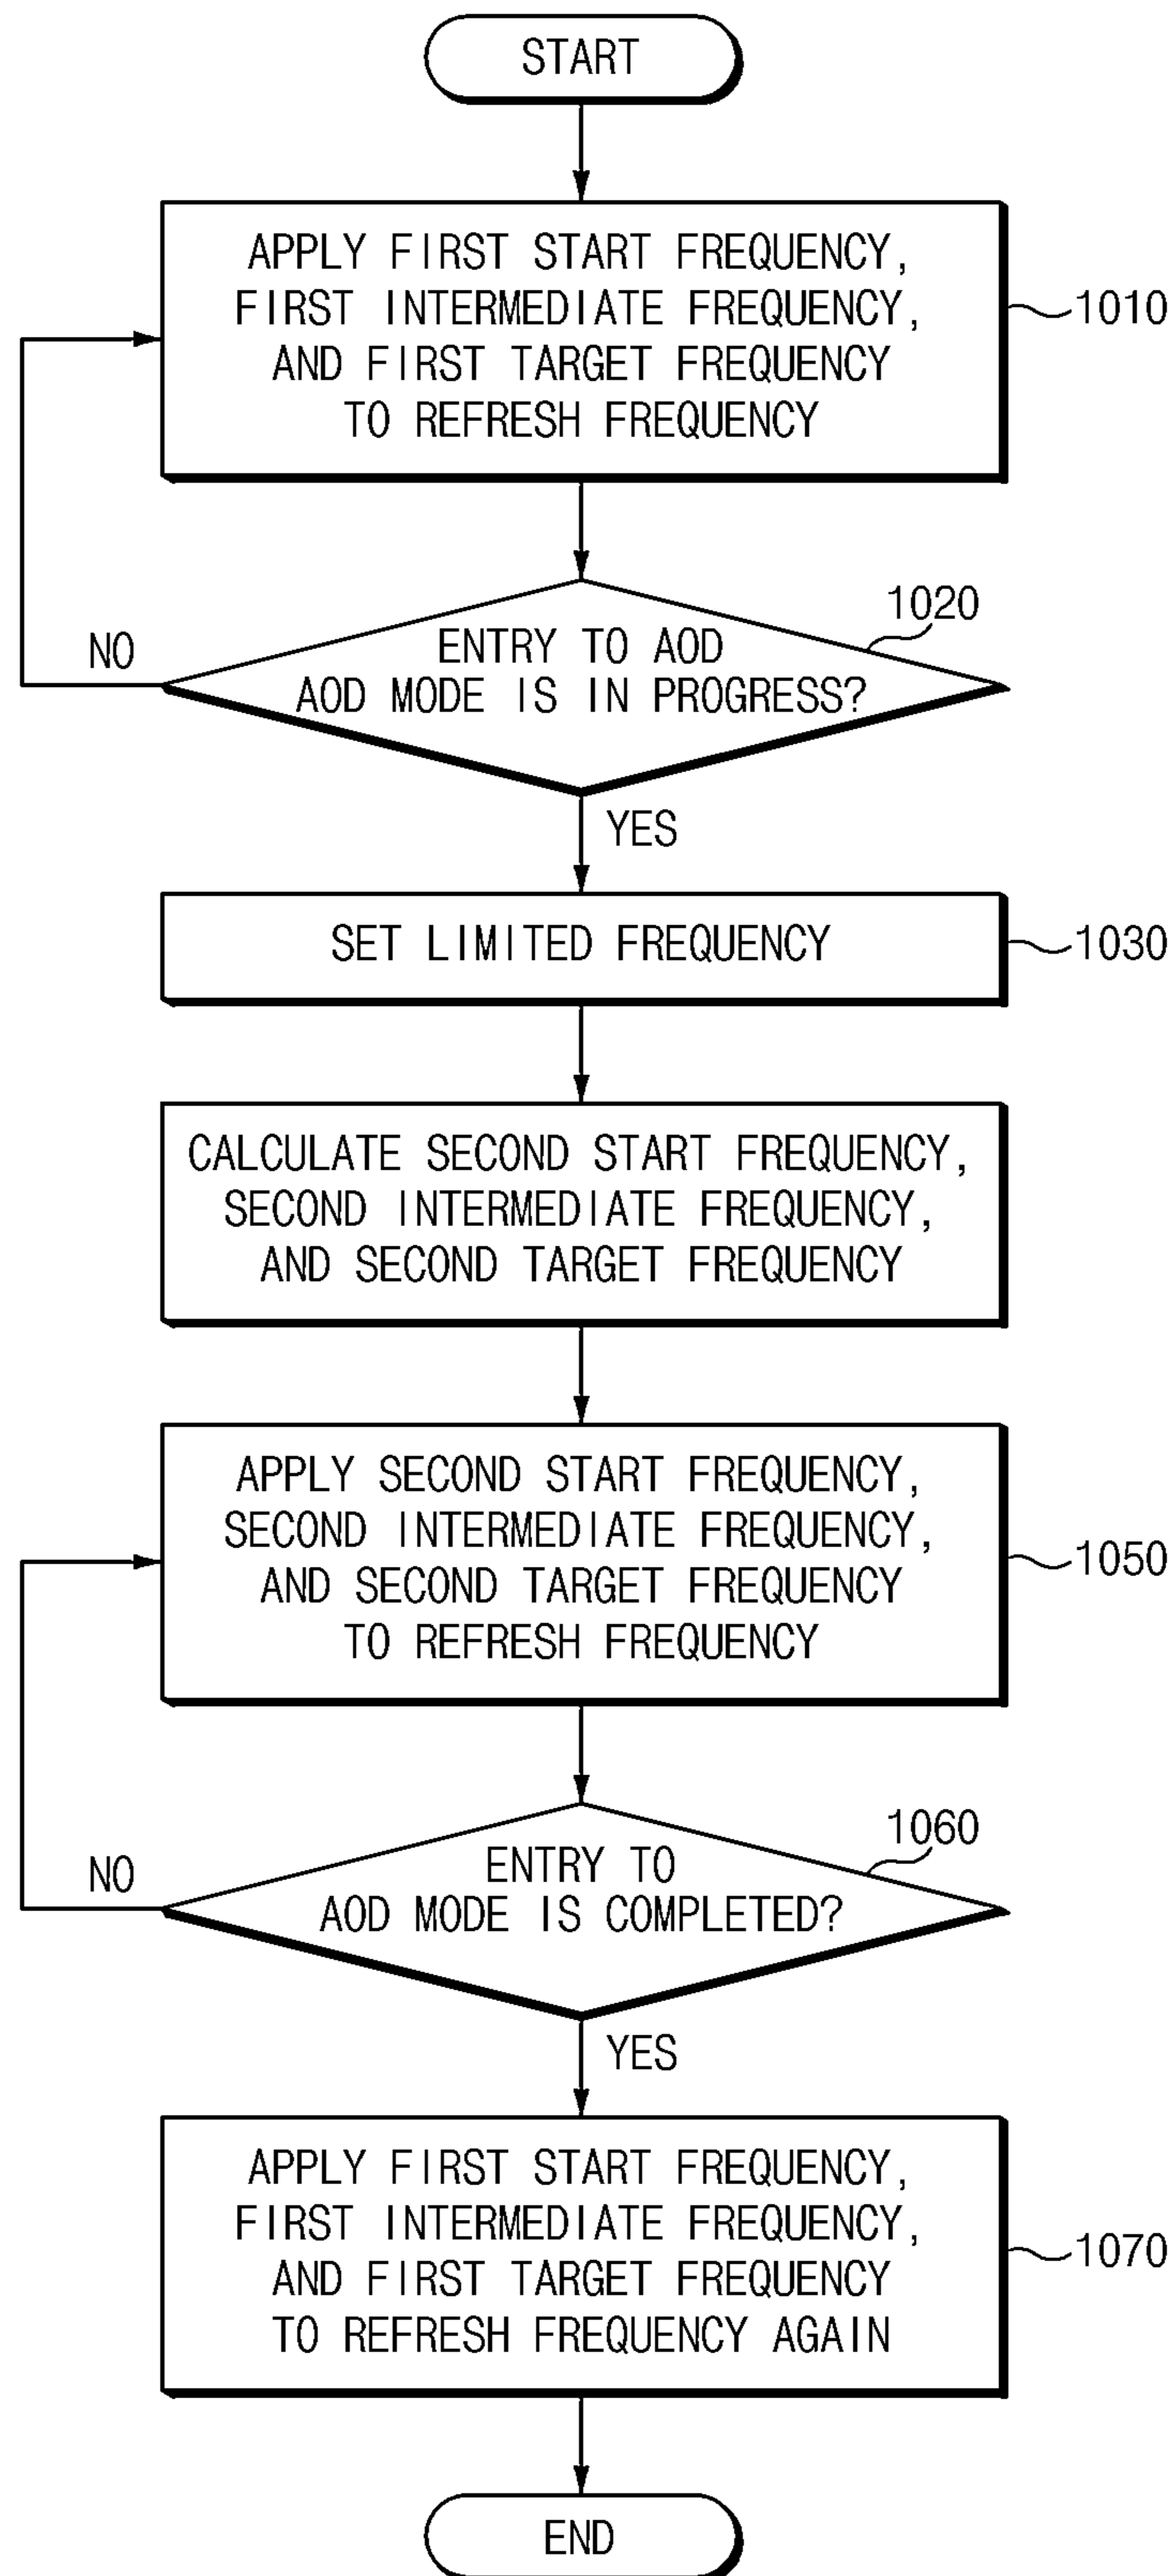 START
APPLY FIRST START FREQUENCY,
FIRST INTERMEDIATE FREQUENCY,
AND FIRST TARGET FREQUENCY
TO REFRESH FREQUENCY
1010
1020
ENTRY TO AOD
AOD MODE IS IN PROGRESS?
NO
YES
SET LIMITED FREQUENCY
1030
CALCULATE SECOND START FREQUENCY,
SECOND INTERMEDIATE FREQUENCY,
AND SECOND TARGET FREQUENCY
APPLY SECOND START FREQUENCY,
SECOND INTERMEDIATE FREQUENCY,
AND SECOND TARGET FREQUENCY
TO REFRESH FREQUENCY
1050
1060
ENTRY TO
AOD MODE IS COMPLETED?
NO
YES
APPLY FIRST START FREQUENCY,
FIRST INTERMEDIATE FREQUENCY,
AND FIRST TARGET FREQUENCY
TO REFRESH FREQUENCY AGAIN
1070
END